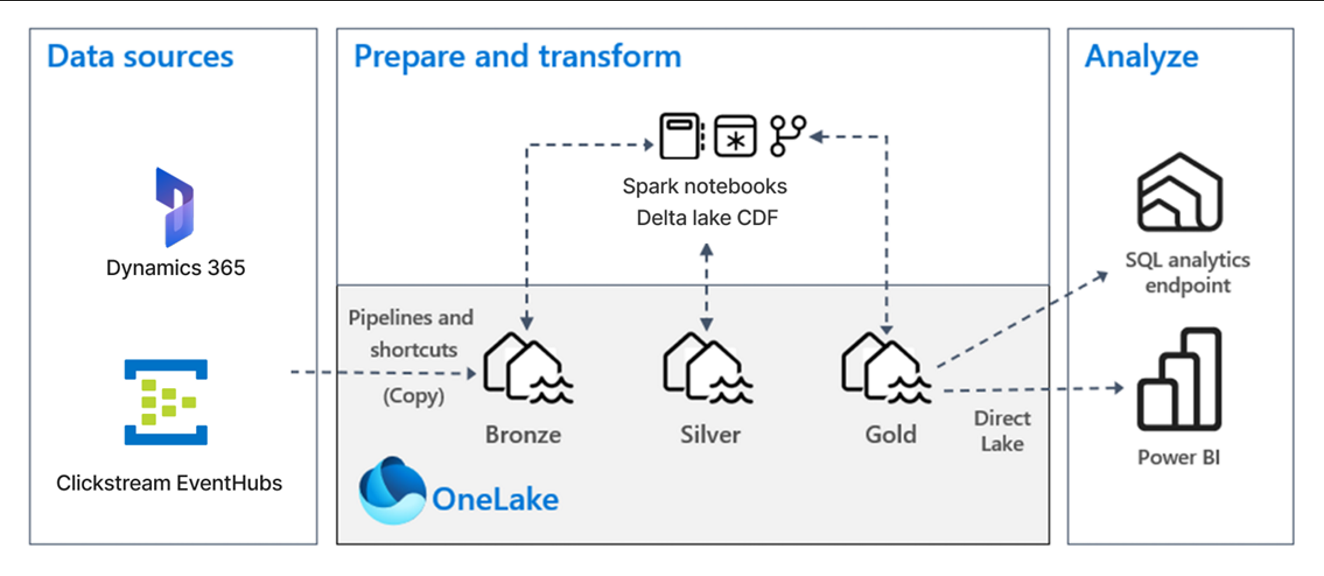 Data sources
Dynamics 365
Clickstream EventHubs
Prepare and transform
Spark notebooks
Delta lake CDF
Pipelines and
shortcuts
(Copy)
Bronze
Silver
Gold
Direct
Lake
OneLake
Analyze
SQL analytics
endpoint
Power BI